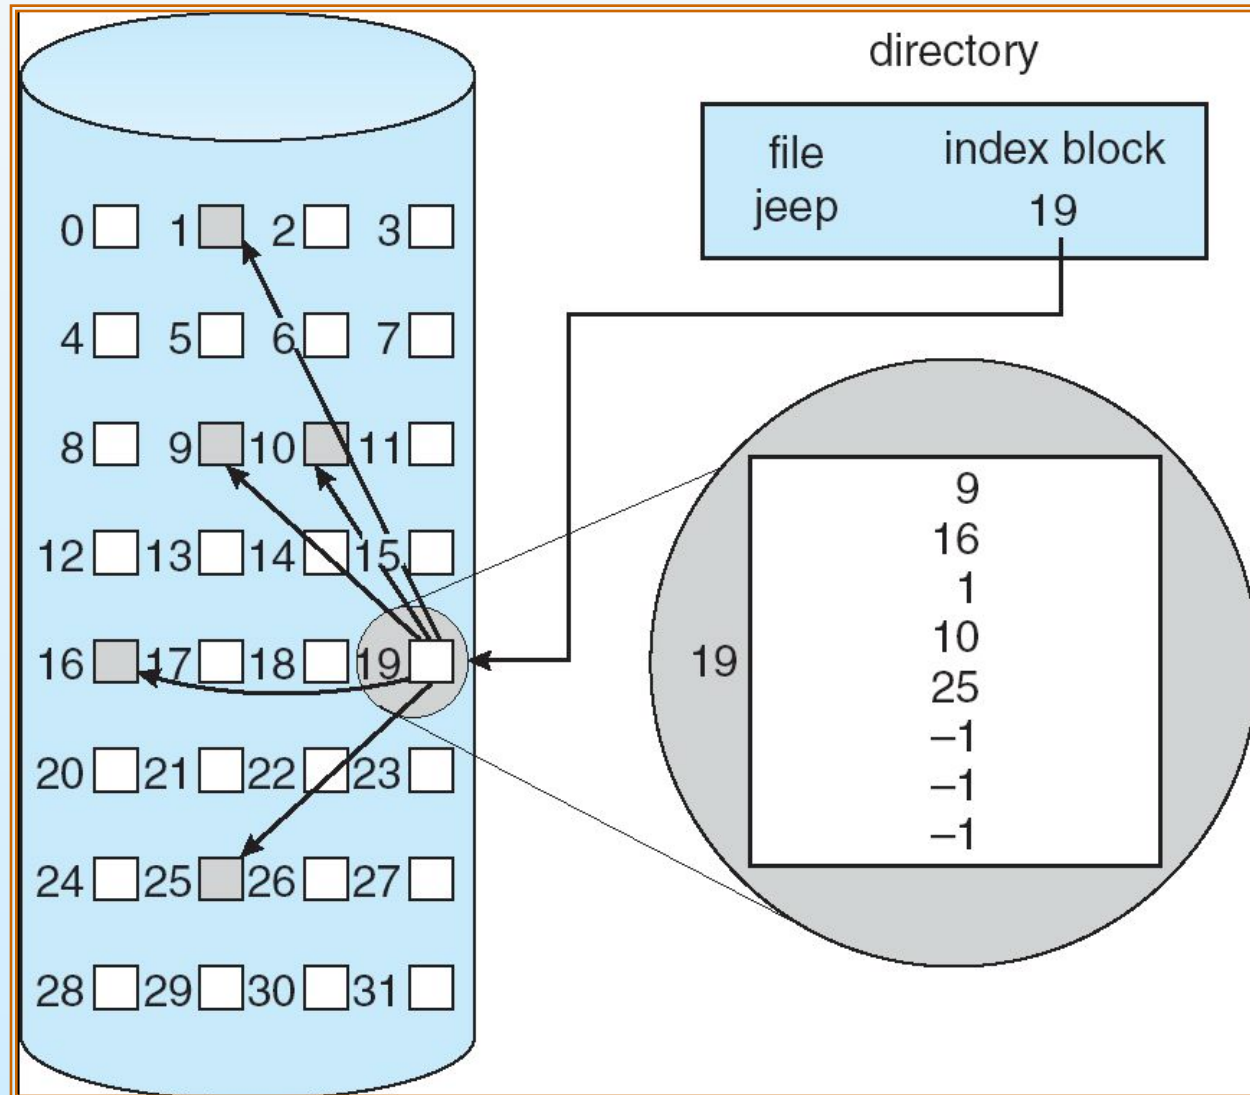 directory
file index block
jeep 19
0 1 2 3
4 5 6 7
8 9 10 11
12 13 14 15
16 17 18 19
20 21 22 23
24 25 26 27
28 29 30 31
19
9
16
1
10
25
–1
–1
–1